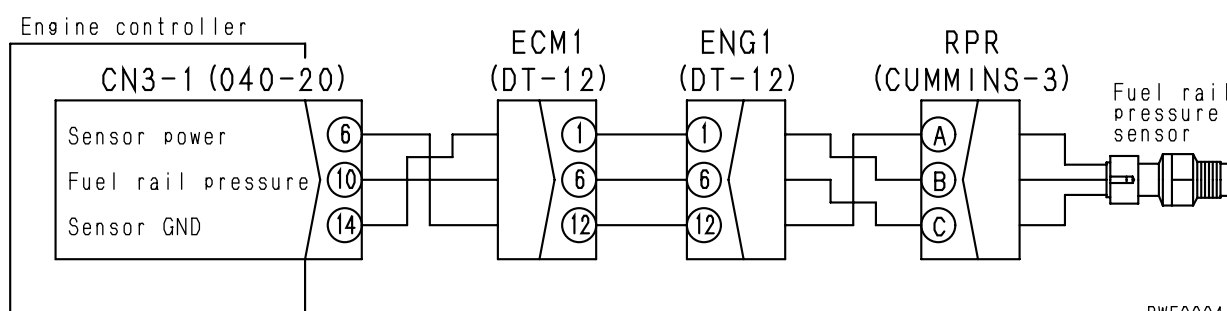 Engine controller
CN3-1 (040-20)
Sensor power
Fuel rail pressure
Sensor GND
6
10
14
ECM1
(DT-12)
1
6
12
ENG1
(DT-12)
1
6
12
RPR
(CUMMINS-3)
A
B
C
Fuel rail
pressure
sensor